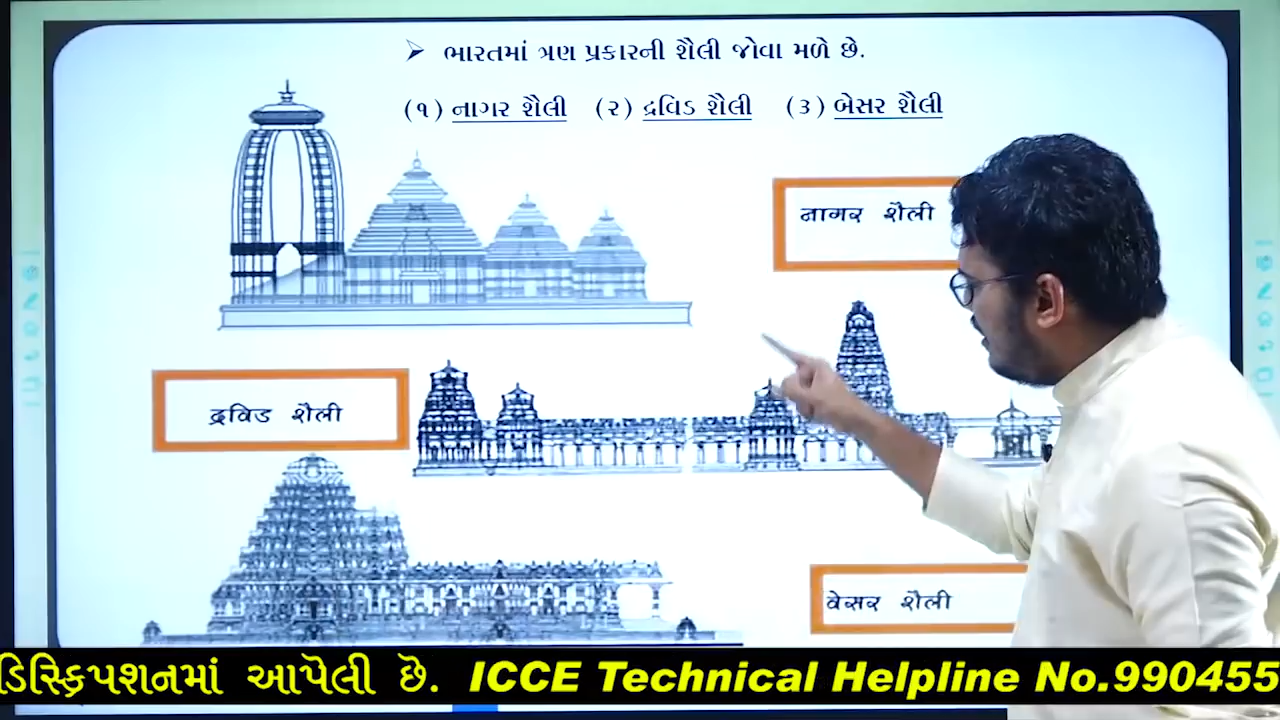 ➢ ભારતમાં ત્રણ પ્રકારની શૈલી જોવા મળે છે.
(૧) નાગર શૈલી (૨) દ્રવિડ શૈલી (૩) બેસર શૈલી
નાગર શૈલી
દ્રવિડ શૈલી
વેસર શૈલી
ડિસ્ક્રિપશનમાં આપેલી છે. ICCE Technical Helpline No.990455